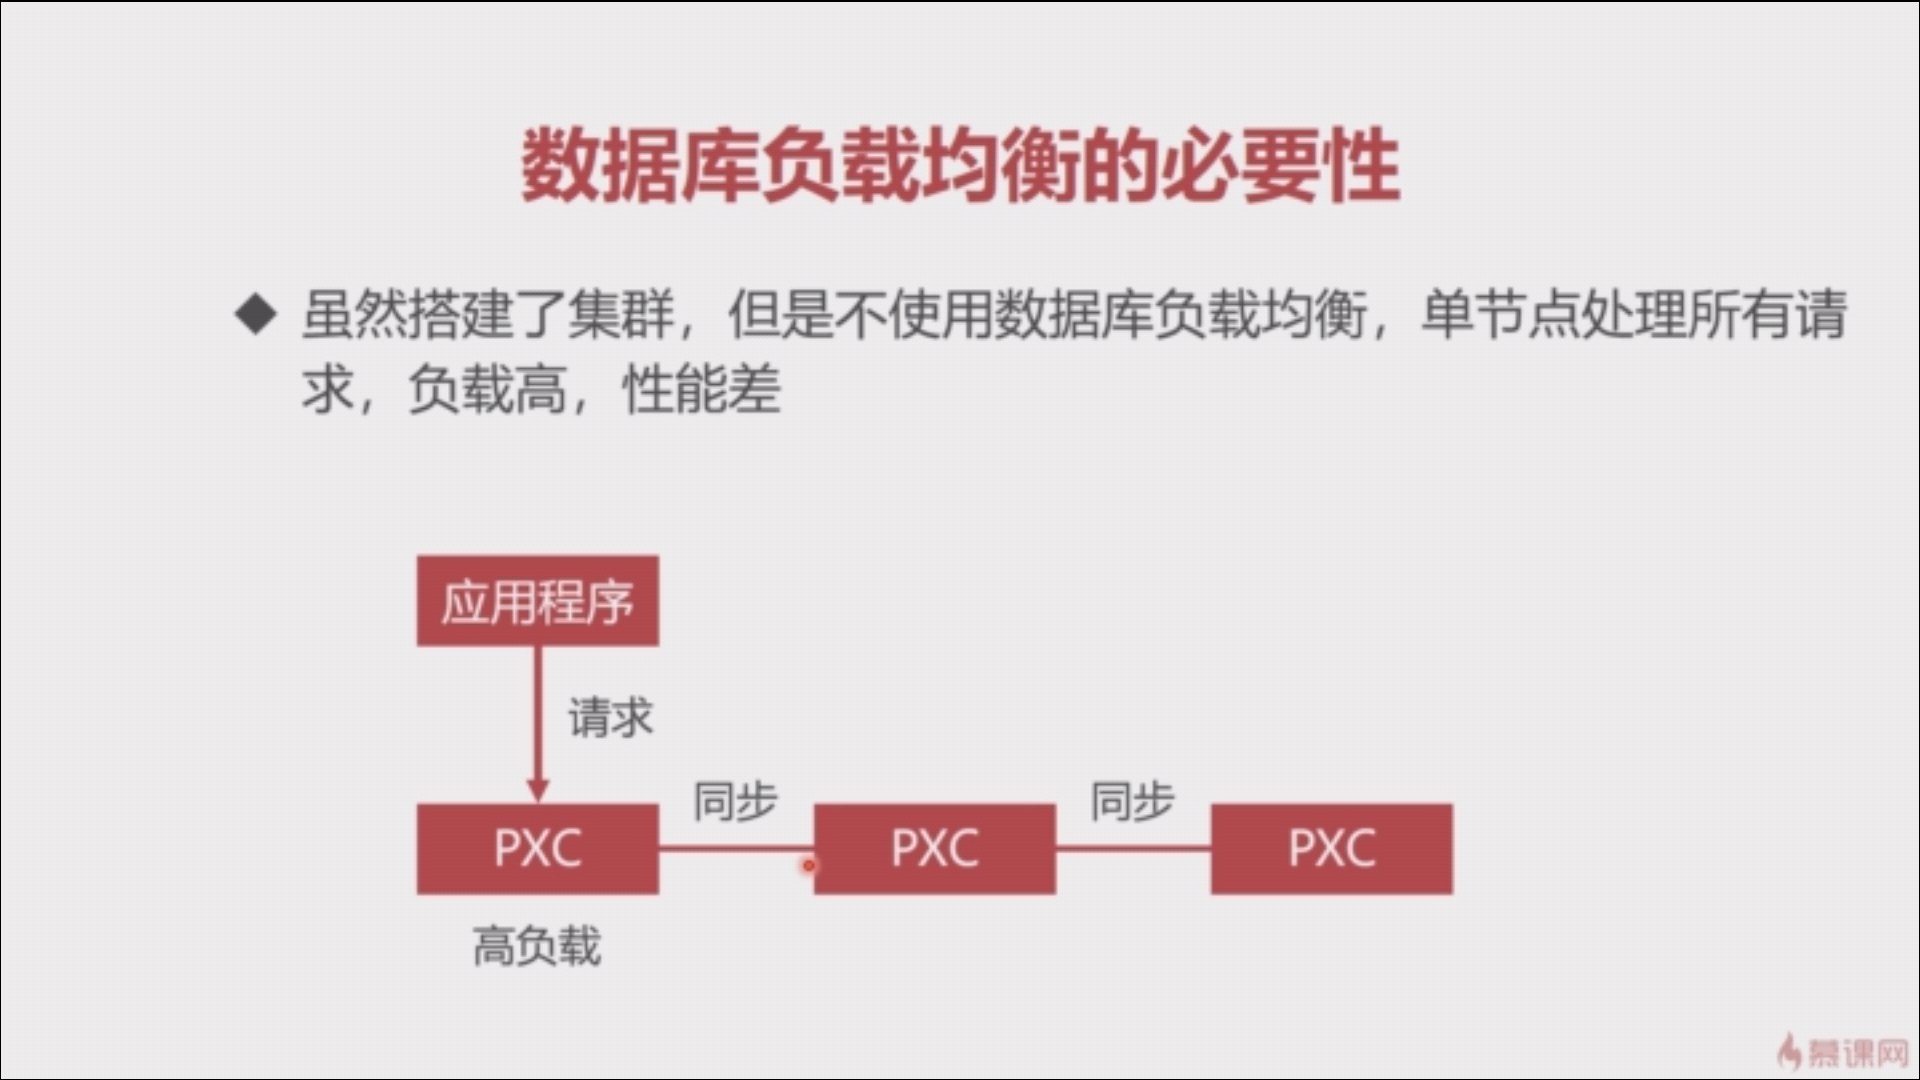 数据库负载均衡的必要性
虽然搭建了集群，但是不使用数据库负载均衡，单节点处理所有请
求，负载高，性能差
应用程序
请求
同步
同步
PXC
PXC
PXC
高负载
慕课网